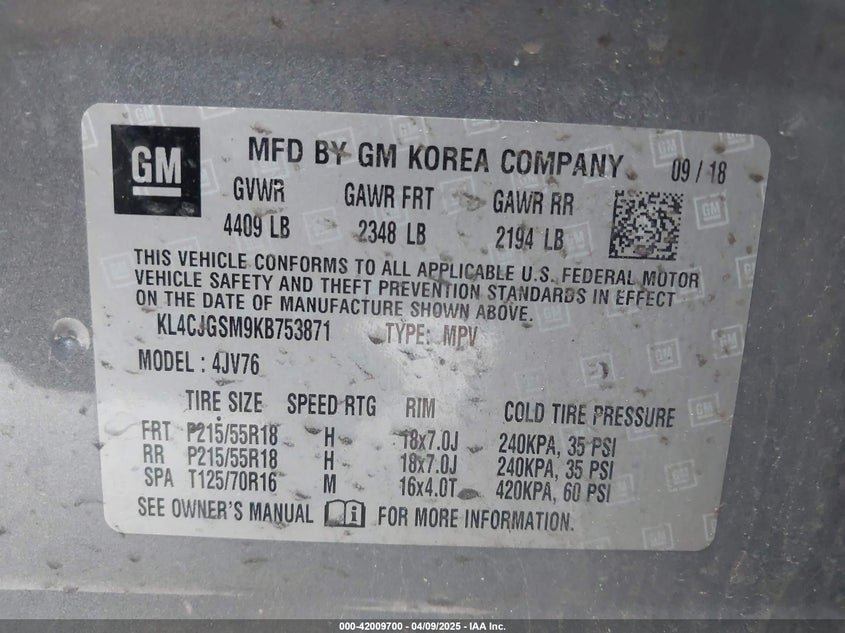 GM
MFD BY GM KOREA COMPANY 09 / 18
GVWR GAWR FRT GAWR RR
4409 LB 2348 LB 2194 LB
THIS VEHICLE CONFORMS TO ALL APPLICABLE U.S. FEDERAL MOTOR
VEHICLE SAFETY AND THEFT PREVENTION STANDARDS IN EFFECT
ON THE DATE OF MANUFACTURE SHOWN ABOVE.
KL4CJGSM9KB753871 TYPE: MPV
MODEL : 4JV76
TIRE SIZE SPEED RTG RIM COLD TIRE PRESSURE
FRT P215/55R18 H 18x7.0J 240KPA, 35 PSI
RR P215/55R18 H 18x7.0J 240KPA, 35 PSI
SPA T125/70R16 M 16x4.0T 420KPA, 60 PSI
SEE OWNER'S MANUAL FOR MORE INFORMATION.
000-42009700 - 04/09/2025 - IAA Inc.